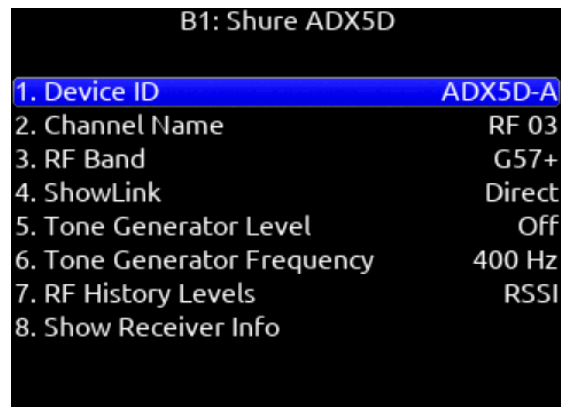 B1: Shure ADX5D
1. Device ID ADX5D-A
2. Channel Name RF 03
3. RF Band G57+
4. ShowLink Direct
5. Tone Generator Level Off
6. Tone Generator Frequency 400 Hz
7. RF History Levels RSSI
8. Show Receiver Info